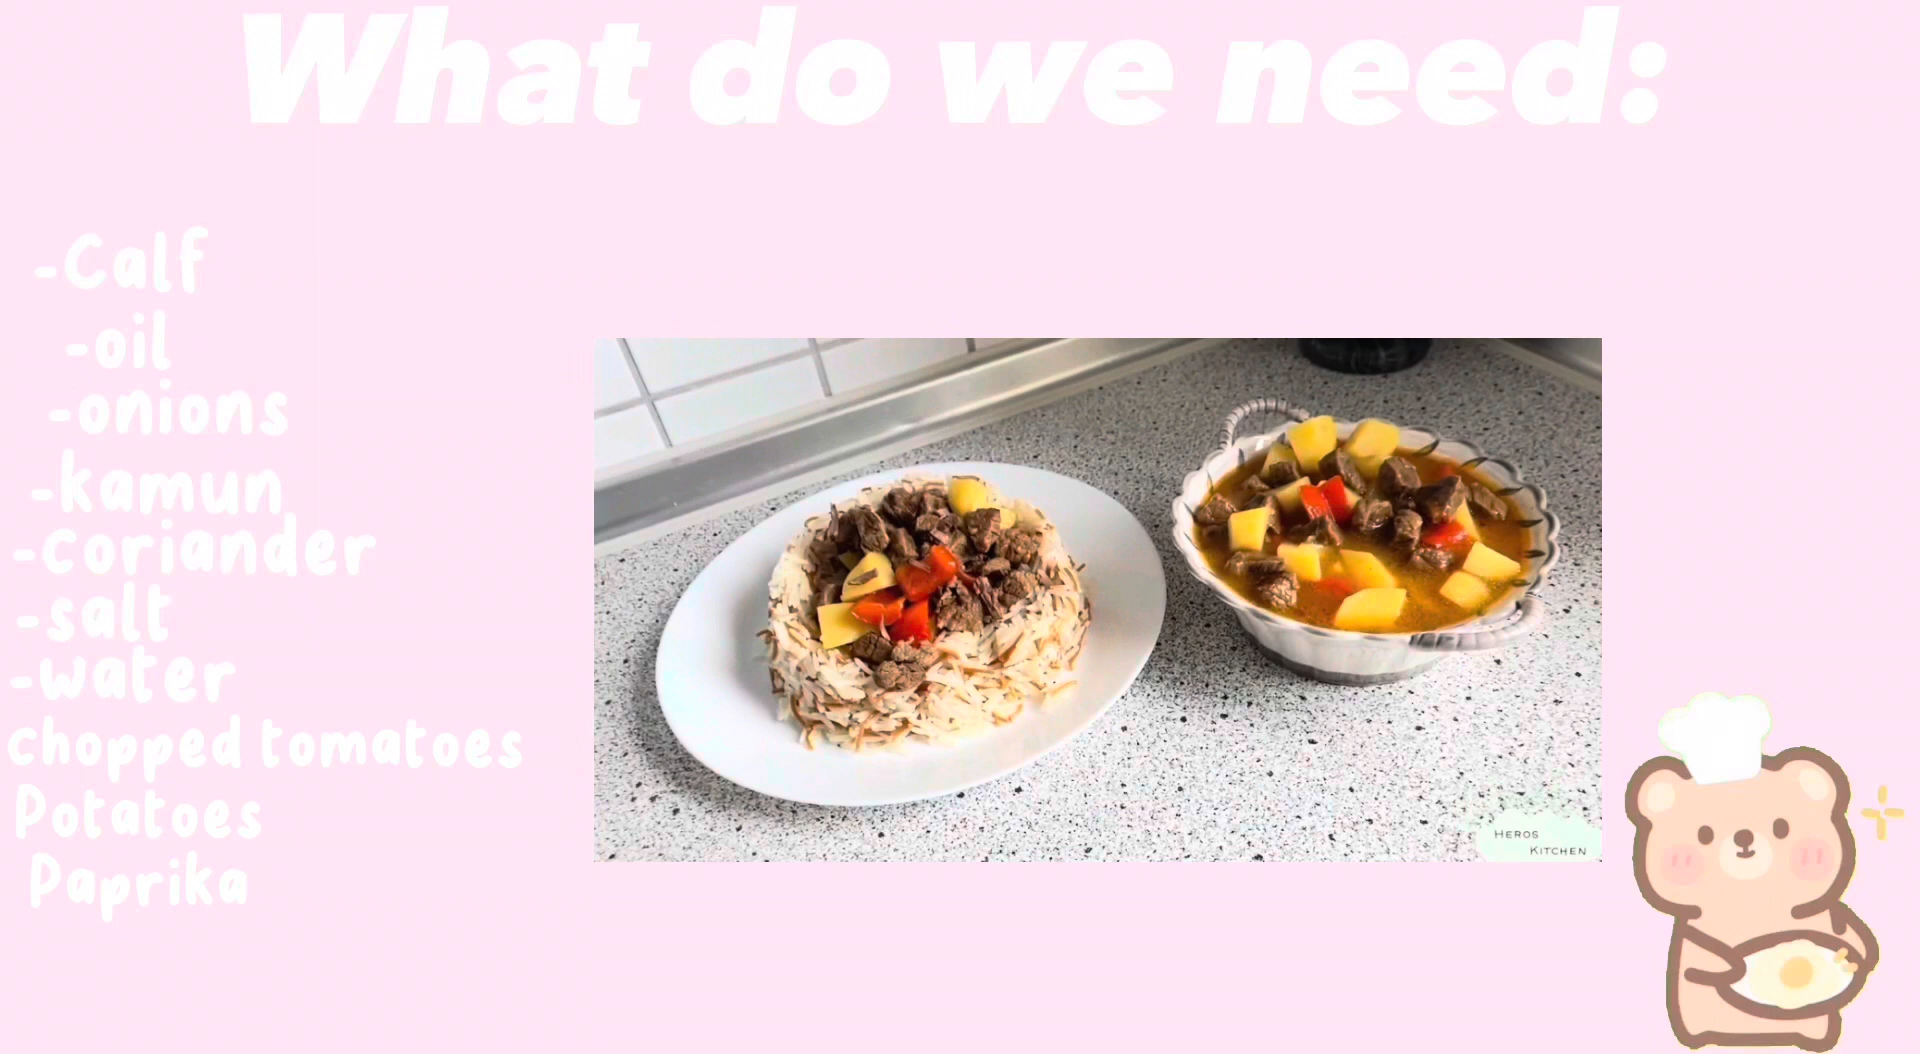 What do we need:
-Calf
-oil
-onions
-kamun
-coriander
-salt
-water
chopped tomatoes
Potatoes
Paprika
HEROS
KITCHEN